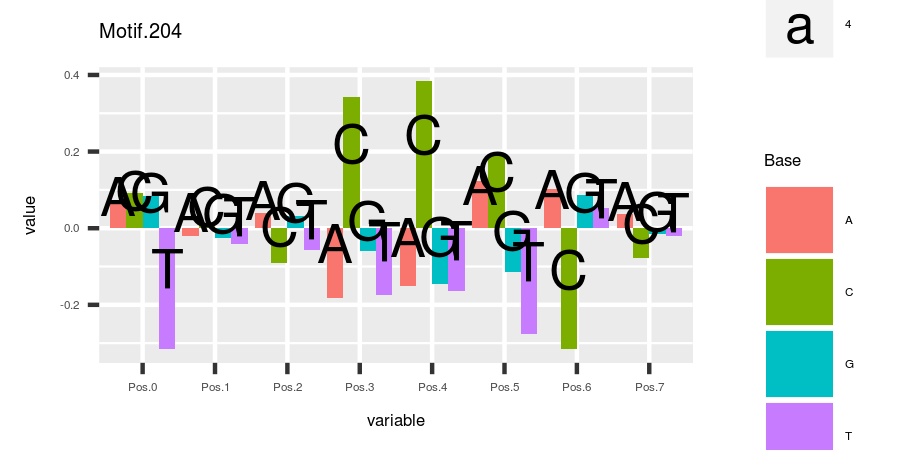 Motif.204
a 4
0.4
0.2
0.0
-0.2
value
A C G T A C G T A C G T A C G T A C G T A C G T A C G T A C G T
Pos.0 Pos.1 Pos.2 Pos.3 Pos.4 Pos.5 Pos.6 Pos.7
variable
Base
A
C
G
T